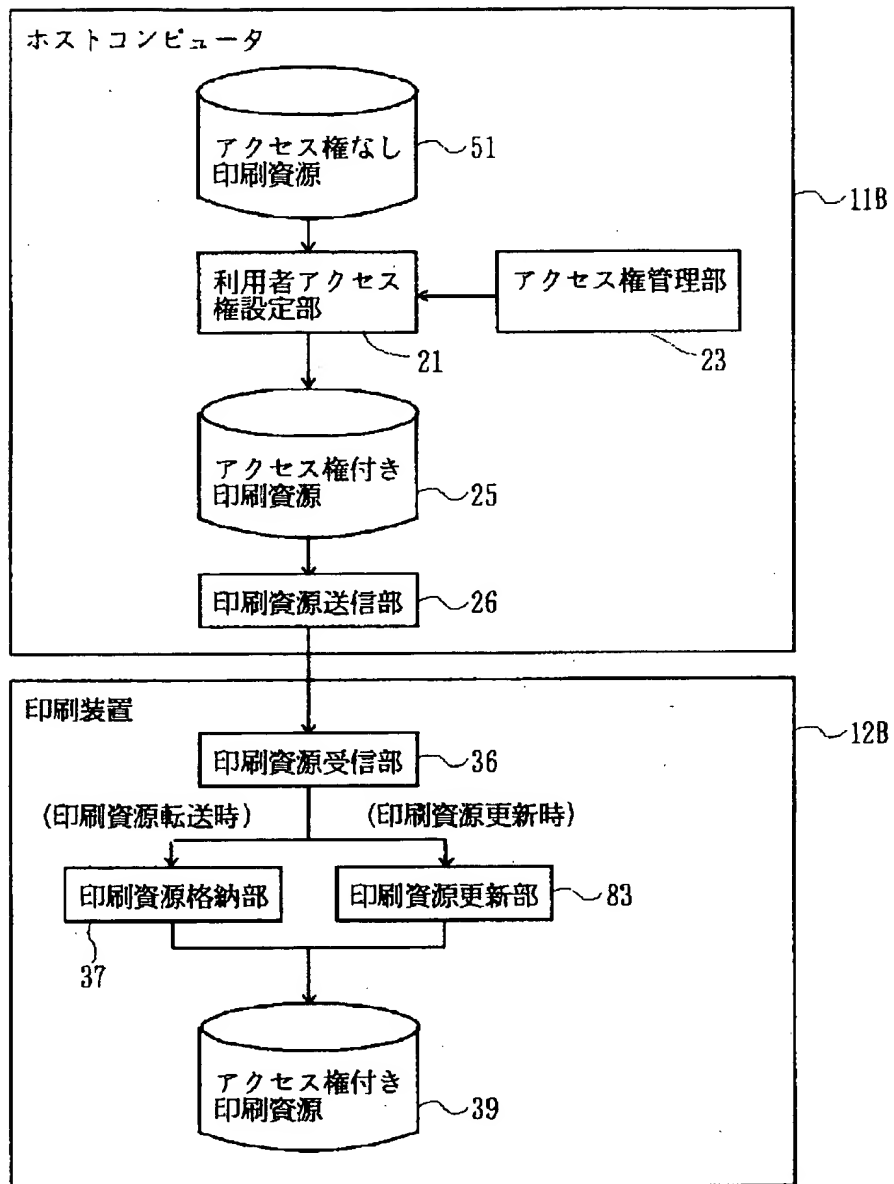 ホストコンピュータ
アクセス権なし
印刷資源
51
11B
利用者アクセス
権設定部
アクセス権管理部
21
23
アクセス権付き
印刷資源
25
印刷資源送信部
26
印刷装置
12B
印刷資源受信部
36
(印刷資源転送時)
(印刷資源更新時)
印刷資源格納部
印刷資源更新部
83
37
アクセス権付き
印刷資源
39